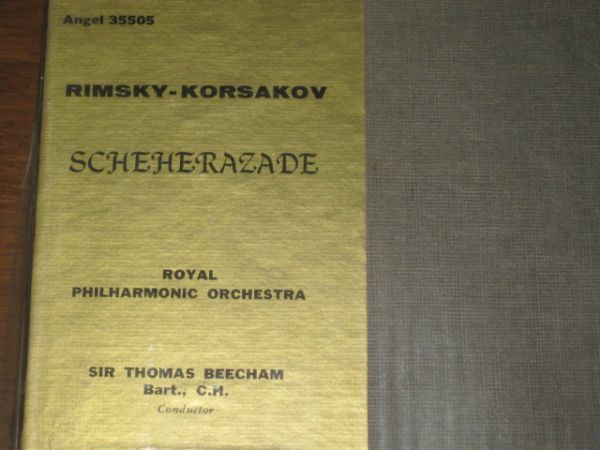 Angel 35505
RIMSKY-KORSAKOV
SCHEHERAZADE
ROYAL
PHILHARMONIC ORCHESTRA
SIR THOMAS BEECHAM
Bart., C.H.
Conductor